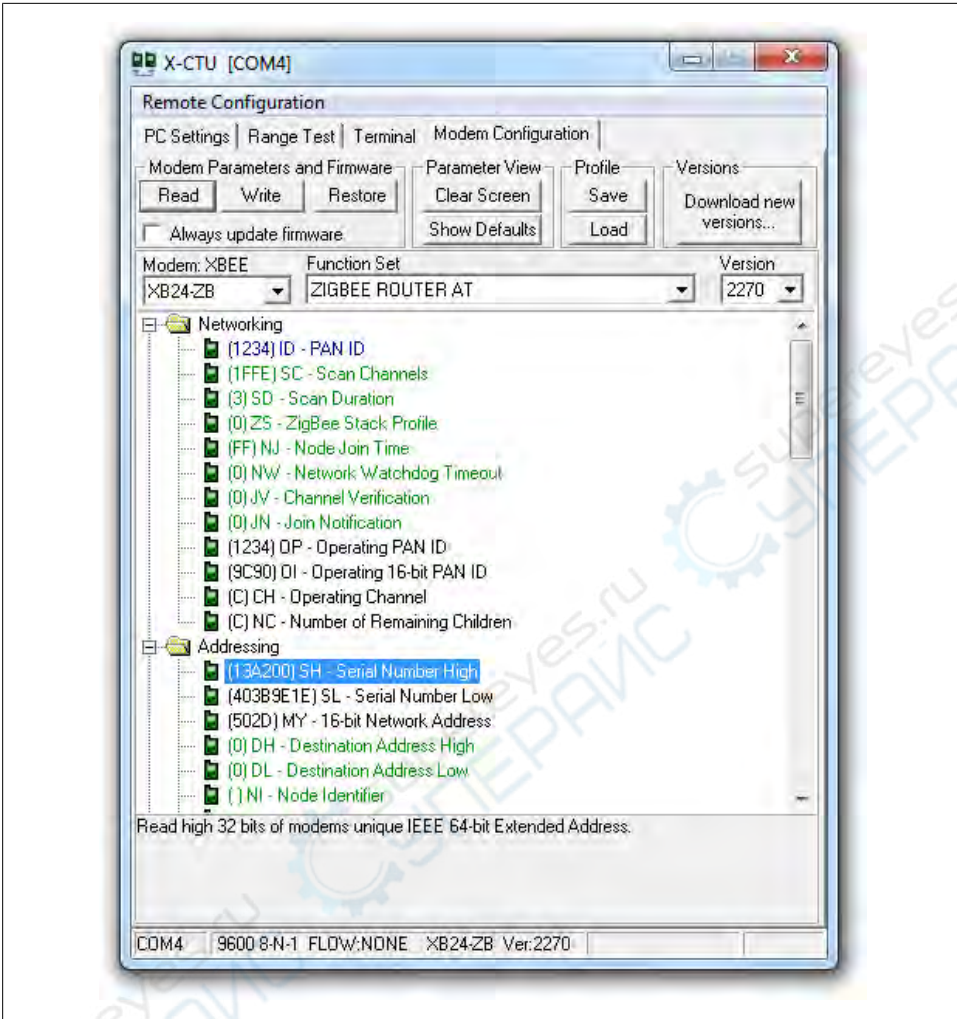 X-CTU [COM4]
Remote Configuration
PC Settings Range Test Terminal Modem Configuration
Modem Parameters and Firmware Parameter View Profile Versions
Read Write Restore Clear Screen Save Download new versions...
Always update firmware Show Defaults Load
Modem: XBEE Function Set Version
XB24-ZB ZIGBEE ROUTER AT 2270
Networking
(1234) ID - PAN ID
(1FFE) SC - Scan Channels
(3) SD - Scan Duration
(0) ZS - ZigBee Stack Profile
(FF) NJ - Node Join Time
(0) NW - Network Watchdog Timeout
(0) JV - Channel Verification
(0) JN - Join Notification
(1234) OP - Operating PAN ID
(9C90) OI - Operating 16-bit PAN ID
(C) CH - Operating Channel
(C) NC - Number of Remaining Children
Addressing
(13A200) SH - Serial Number High
(403B9E1E) SL - Serial Number Low
(502D) MY - 16-bit Network Address
(0) DH - Destination Address High
(0) DL - Destination Address Low
( ) NI - Node Identifier
Read high 32 bits of modems unique IEEE 64-bit Extended Address.
COM4 9600 8-N-1 FLOW:NONE XB24-ZB Ver:2270
supereyes.ru
СУПЕРАЙС